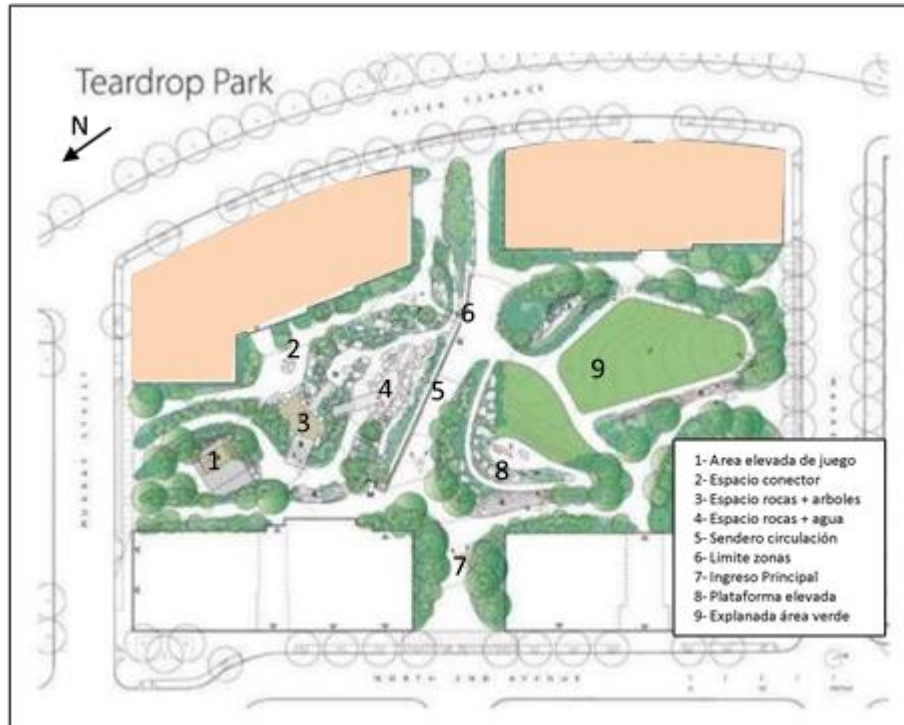 Teardrop Park
N
RIVER TERRACE
6
2
5
9
4
3
1
8
7
1- Area elevada de juego
2- Espacio conector
3- Espacio rocas + arboles
4- Espacio rocas + agua
5- Sendero circulación
6- Limite zonas
7- Ingreso Principal
8- Plataforma elevada
9- Explanada área verde
MURRAY STREET
NORTH END AVENUE